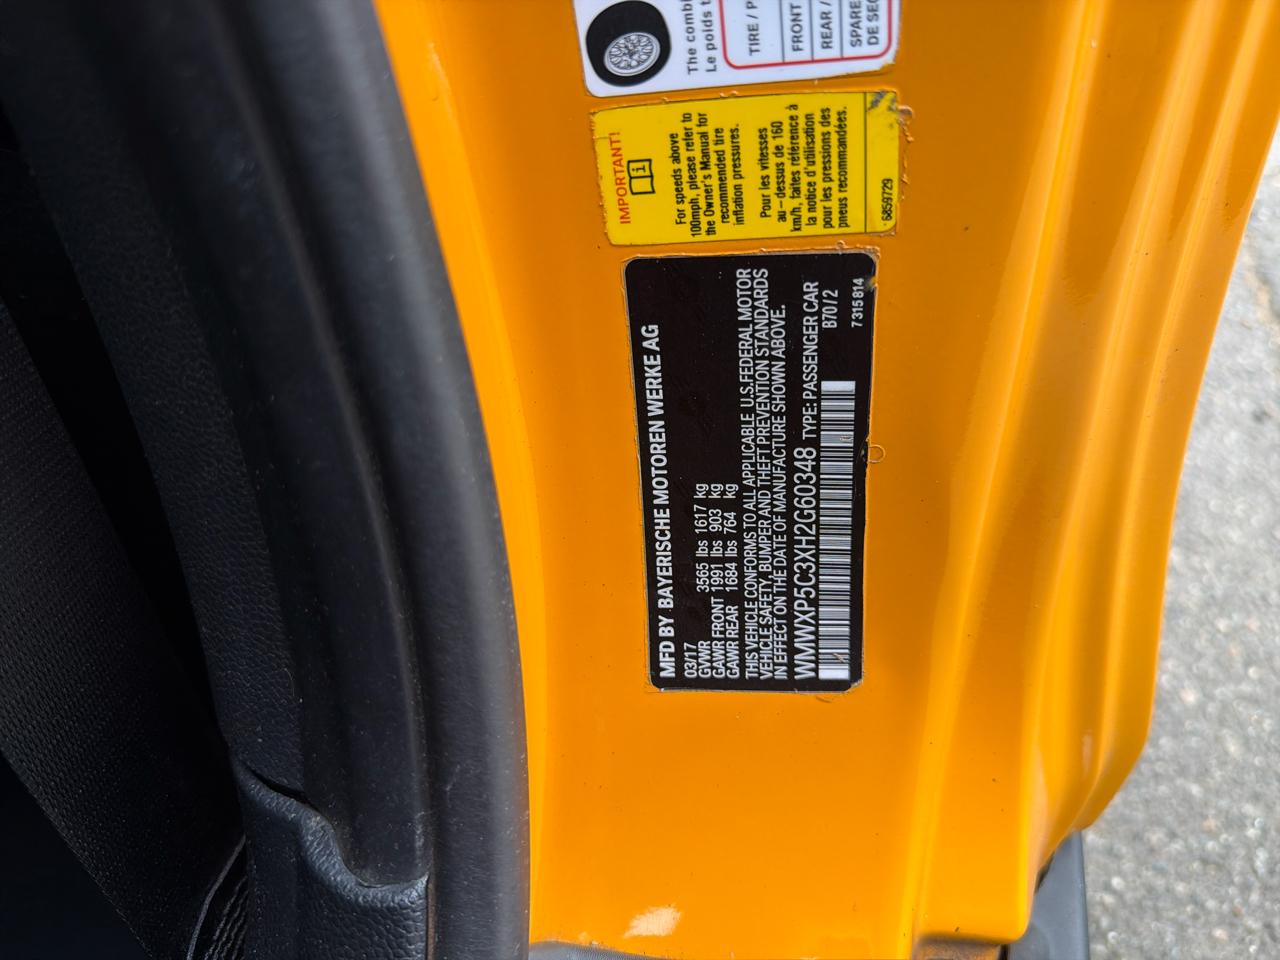 The combi
Le poids t
TIRE / P
FRONT
REAR /
SPARE
DE SEC
IMPORTANT!
For speeds above
100mph, please refer to
the Owner's Manual for
recommended tire
inflation pressures.
Pour les vitesses
au-dessus de 160
km/h, faites référence à
la notice d'utilisation
pour les pressions des
pneus recommandées.
6859729
MFD BY BAYERISCHE MOTOREN WERKE AG
03/17
GVWR 3565 lbs 1617 kg
GAWR FRONT 1991 lbs 903 kg
GAWR REAR 1684 lbs 764 kg
THIS VEHICLE CONFORMS TO ALL APPLICABLE U.S.FEDERAL MOTOR
VEHICLE SAFETY, BUMPER AND THEFT PREVENTION STANDARDS
IN EFFECT ON THE DATE OF MANUFACTURE SHOWN ABOVE.
WMWXP5C3XH2G60348 TYPE: PASSENGER CAR
B70/2
7315814